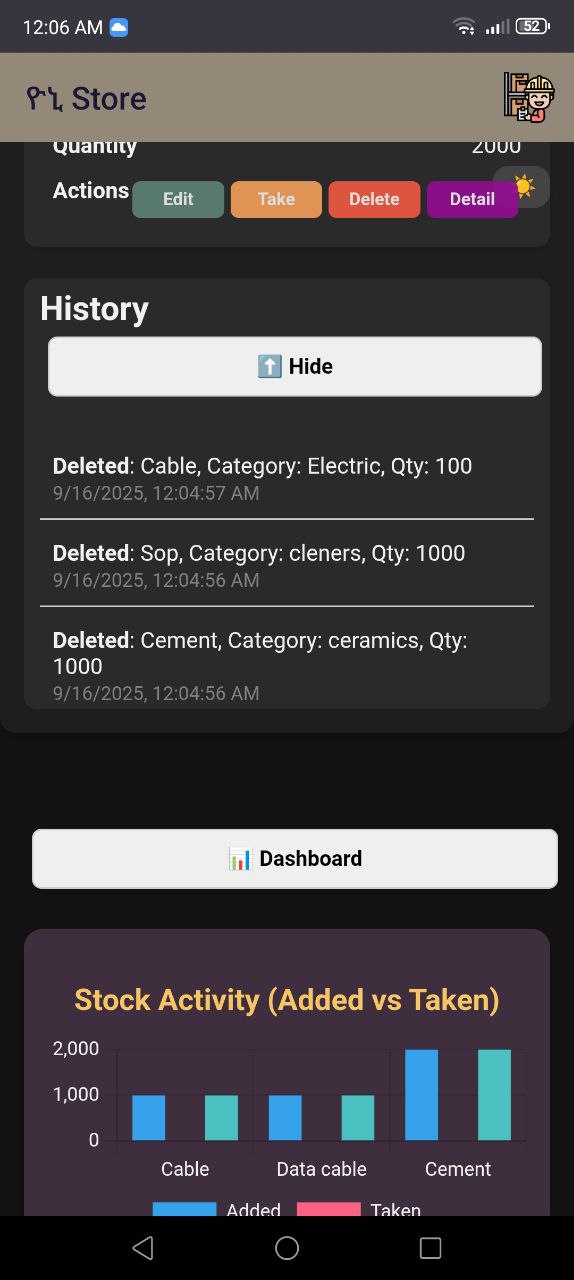 12:06 AM
52
ዮኒ Store
Quantity 2000
Actions Edit Take Delete Detail
History
Hide
Deleted: Cable, Category: Electric, Qty: 100
9/16/2025, 12:04:57 AM
Deleted: Sop, Category: cleners, Qty: 1000
9/16/2025, 12:04:56 AM
Deleted: Cement, Category: ceramics, Qty:
1000
9/16/2025, 12:04:56 AM
Dashboard
Stock Activity (Added vs Taken)
2,000
1,000
0
Cable Data cable Cement
Added Taken